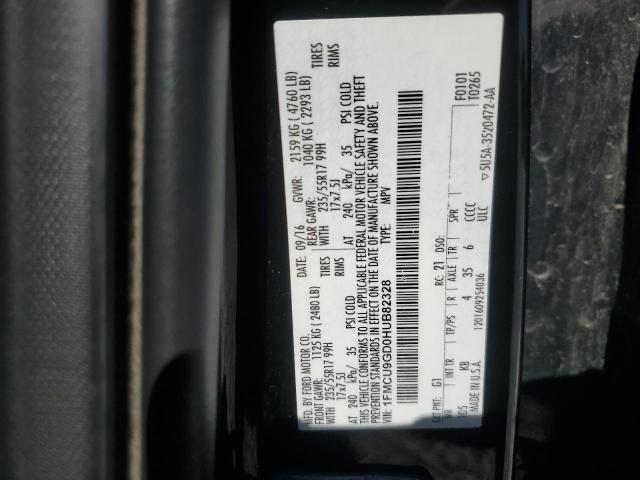 MFD. BY FORD MOTOR CO. DATE: 09/16 GVWR: 2159 KG ( 4760 LB)
FRONT GAWR: 1125 KG ( 2480 LB) REAR GAWR: 1040 KG ( 2293 LB)
WITH 235/55R17 99H TIRES WITH 235/55R17 99H TIRES
17x7.5J RIMS 17x7.5J RIMS
AT 240 kPa/ 35 PSI COLD AT 240 kPa/ 35 PSI COLD
THIS VEHICLE CONFORMS TO ALL APPLICABLE FEDERAL MOTOR VEHICLE SAFETY AND THEFT
PREVENTION STANDARDS IN EFFECT ON THE DATE OF MANUFACTURE SHOWN ABOVE.
VIN: 1FMCU9GD0HUB82328 TYPE: MPV
EXT PNT: G1 RC: 21 DSO: F0101
T0265
WB INT TR TP/PS R AXLE TR SPR
105 KB 4 35 6 CCCC
MADE IN U.S.A. ULC
1201609254036 ▽ 5U5A-3520472-AA